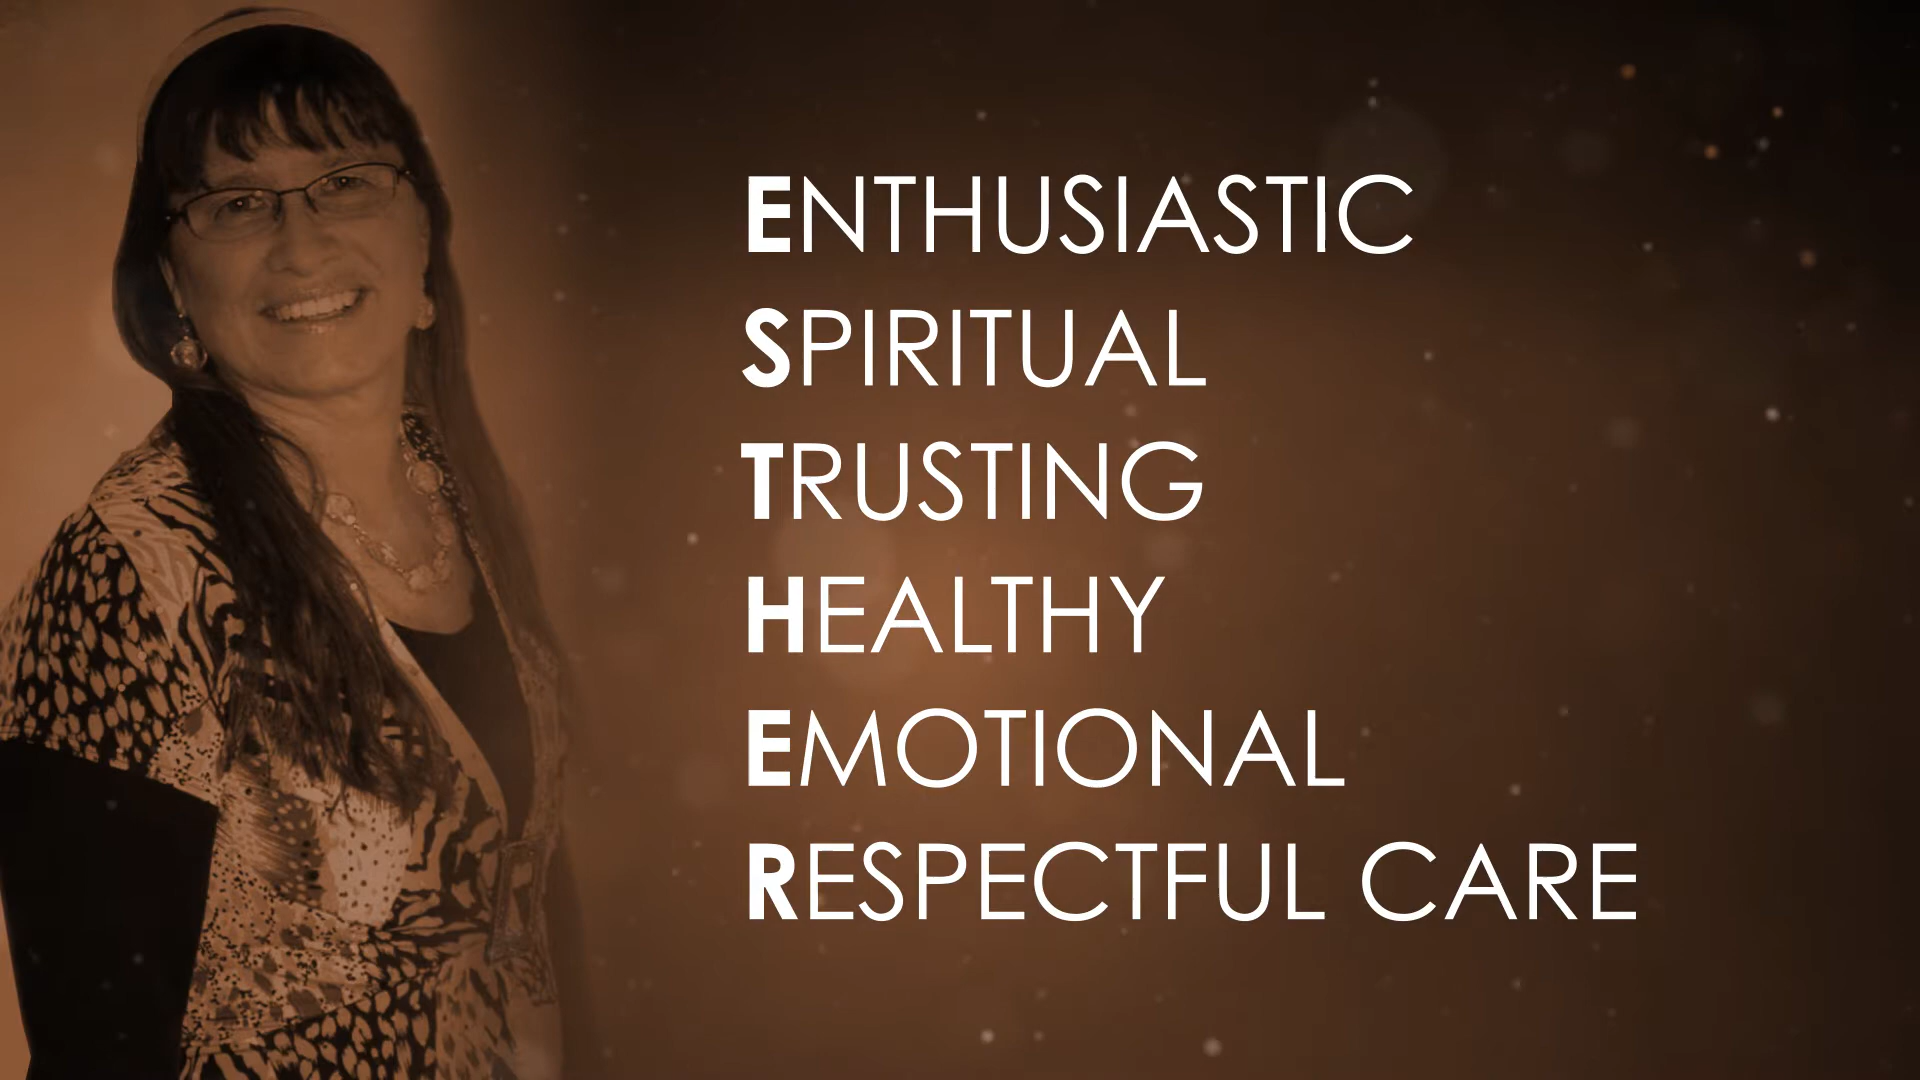 ENTHUSIASTIC
SPIRITUAL
TRUSTING
HEALTHY
EMOTIONAL
RESPECTFUL CARE